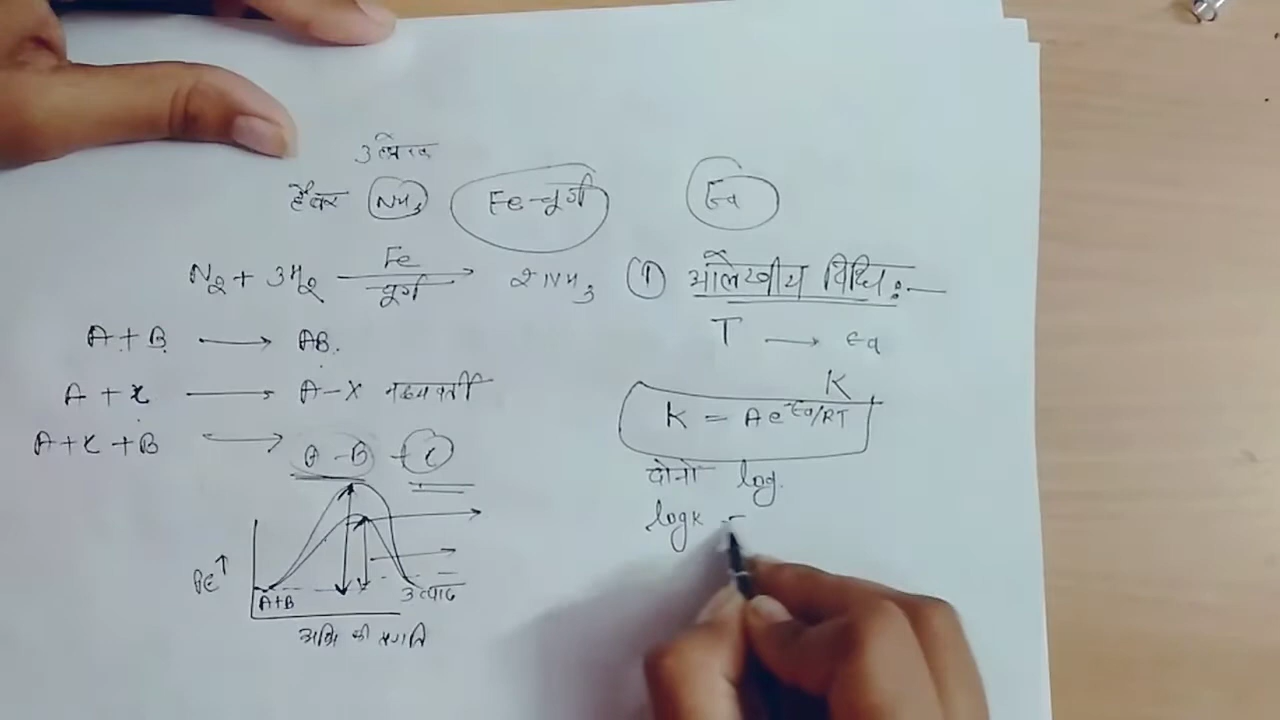 उत्प्रेरक
हैबर NH3 Fe-चूर्ण Ea
N2 + 3H2 Fe चूर्ण → 2NH3
A + B → AB.
A + x → A-X मध्यवर्ती
A+x+B → A-B + x
PE↑
A+B
उत्पाद
अभि की प्रगति
① आलेखीय विधि :—
T → Ea
K
K = Ae^-Ea/RT
दोनों log.
logK =